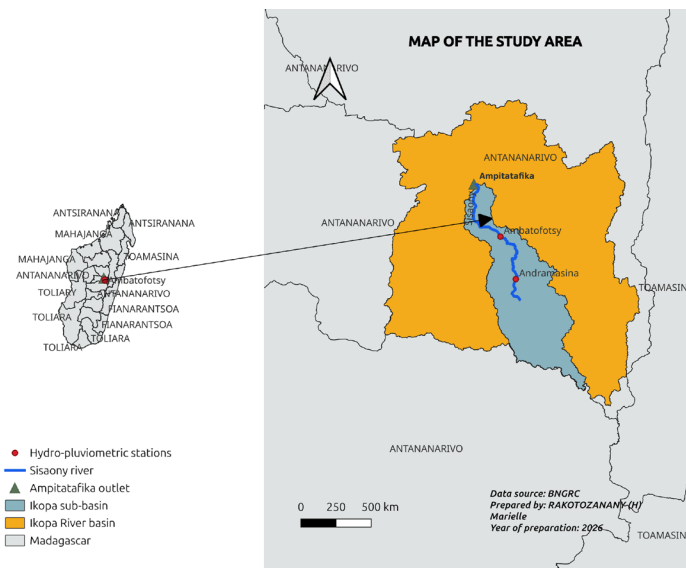 MAP OF THE STUDY AREA
ANTANANARIVO
ANTANANARIVO
Ampitatafika
ANTANANARIVO
Sisaony
Ambatofotsy
Andramasina
TOAMASINA
ANTSIRANANA
ANTSIRANANA
MAHAJANGA
TOAMASINA
MAHAJANGA
ANTANANARIVO
Ambatofotsy
TOLIARY
ANTANANARIVO
FIANARANTSOA
TOLIARA
FIANARANTSOA
TOLIARA
TOLIARA
ANTANANARIVO
Hydro-pluviometric stations
Sisaony river
Ampitatafika outlet
Ikopa sub-basin
Ikopa River basin
Madagascar
0 250 500 km
Data source: BNGRC
Prepared by: RAKOTOZANANY (H)
Marielle
Year of preparation: 2026
TOAMASINA